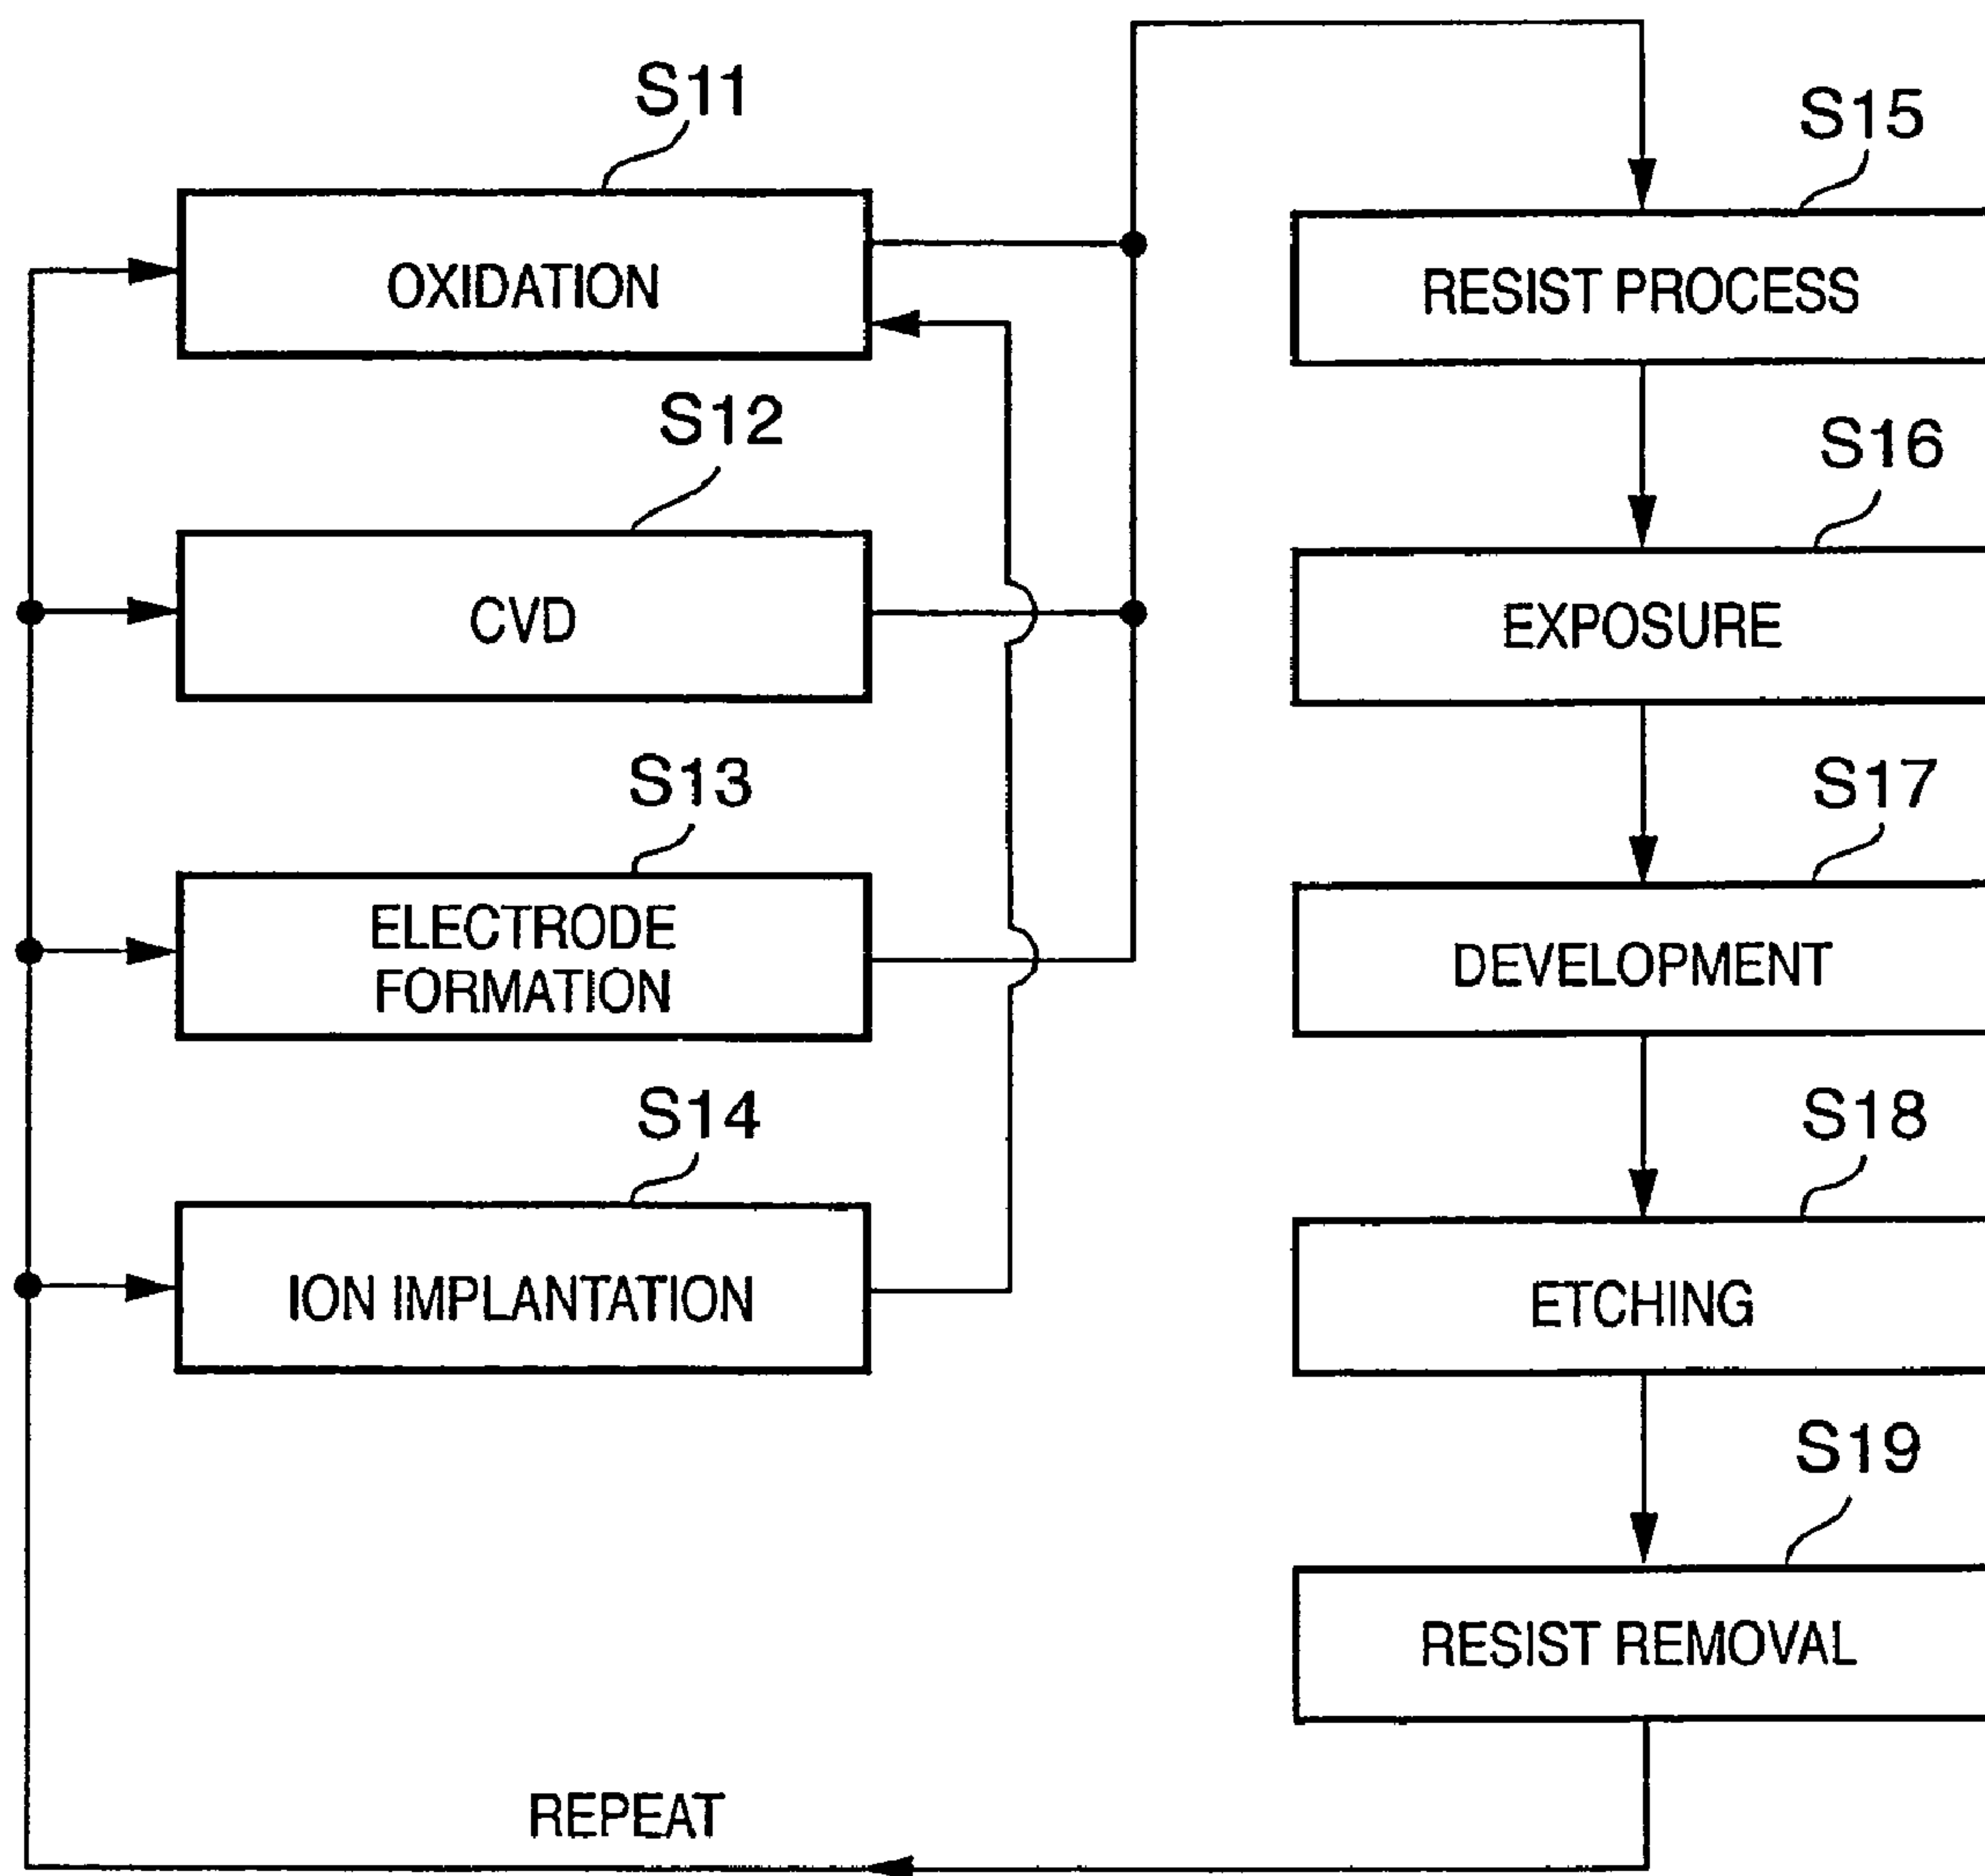 S11
OXIDATION
S12
CVD
S13
ELECTRODE
FORMATION
S14
ION IMPLANTATION
S15
RESIST PROCESS
S16
EXPOSURE
S17
DEVELOPMENT
S18
ETCHING
S19
RESIST REMOVAL
REPEAT